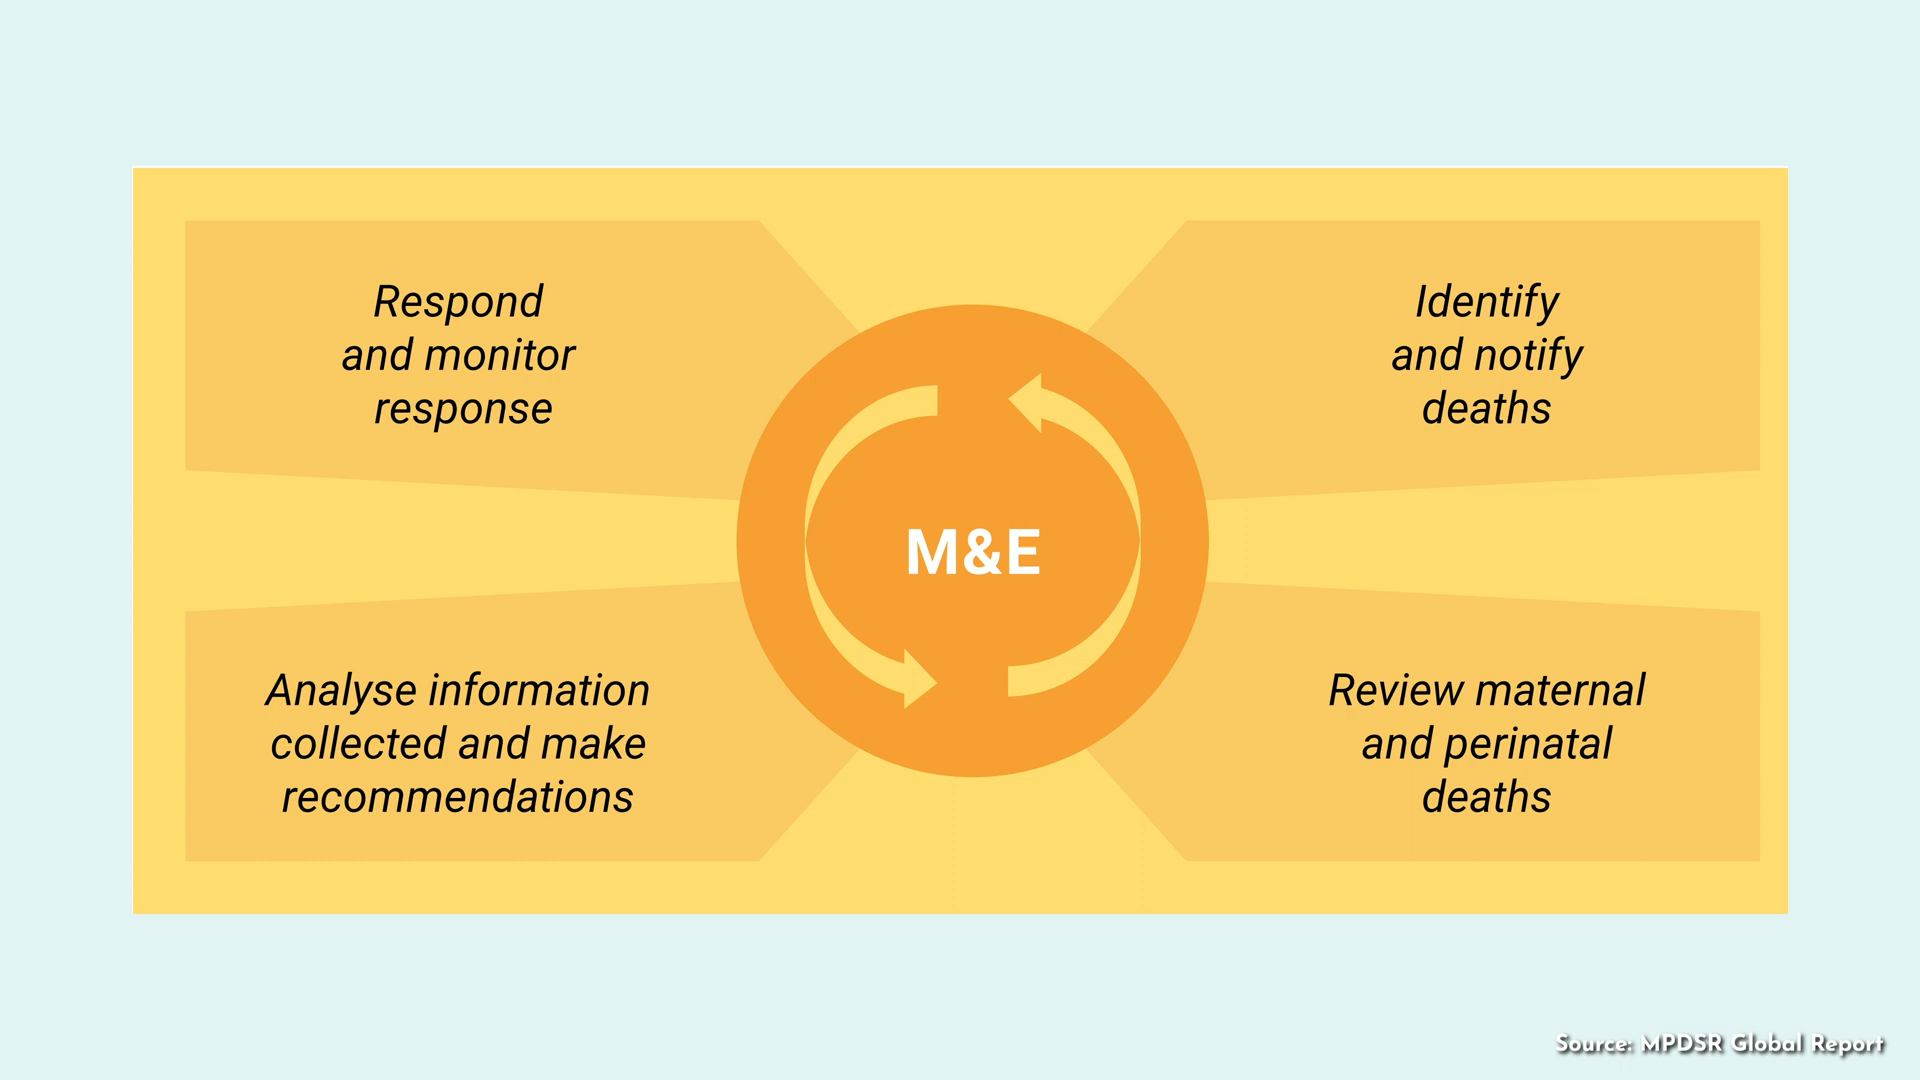 Respond
and monitor
response
Identify
and notify
deaths
M&E
Analyse information
collected and make
recommendations
Review maternal
and perinatal
deaths
Source: MPDSR Global Report